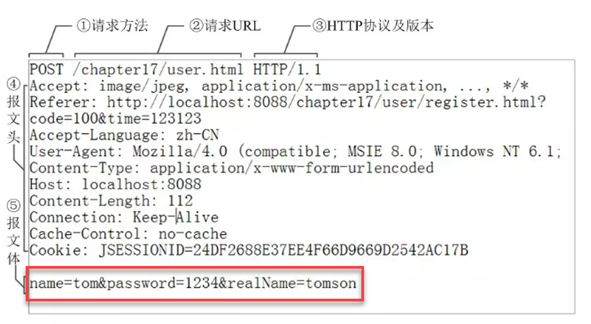 ①请求方法 ②请求URL ③HTTP协议及版本
POST /chapter17/user.html HTTP/1.1
④报文头
Accept: image/jpeg, application/x-ms-application, ..., */*
Referer: http://localhost:8088/chapter17/user/register.html?
code=100&time=123123
Accept-Language: zh-CN
User-Agent: Mozilla/4.0 (compatible; MSIE 8.0; Windows NT 6.1;
Content-Type: application/x-www-form-urlencoded
Host: localhost:8088
Content-Length: 112
Connection: Keep-Alive
Cache-Control: no-cache
Cookie: JSESSIONID=24DF2688E37EE4F66D9669D2542AC17B
⑤报文体
name=tom&password=1234&realName=tomson